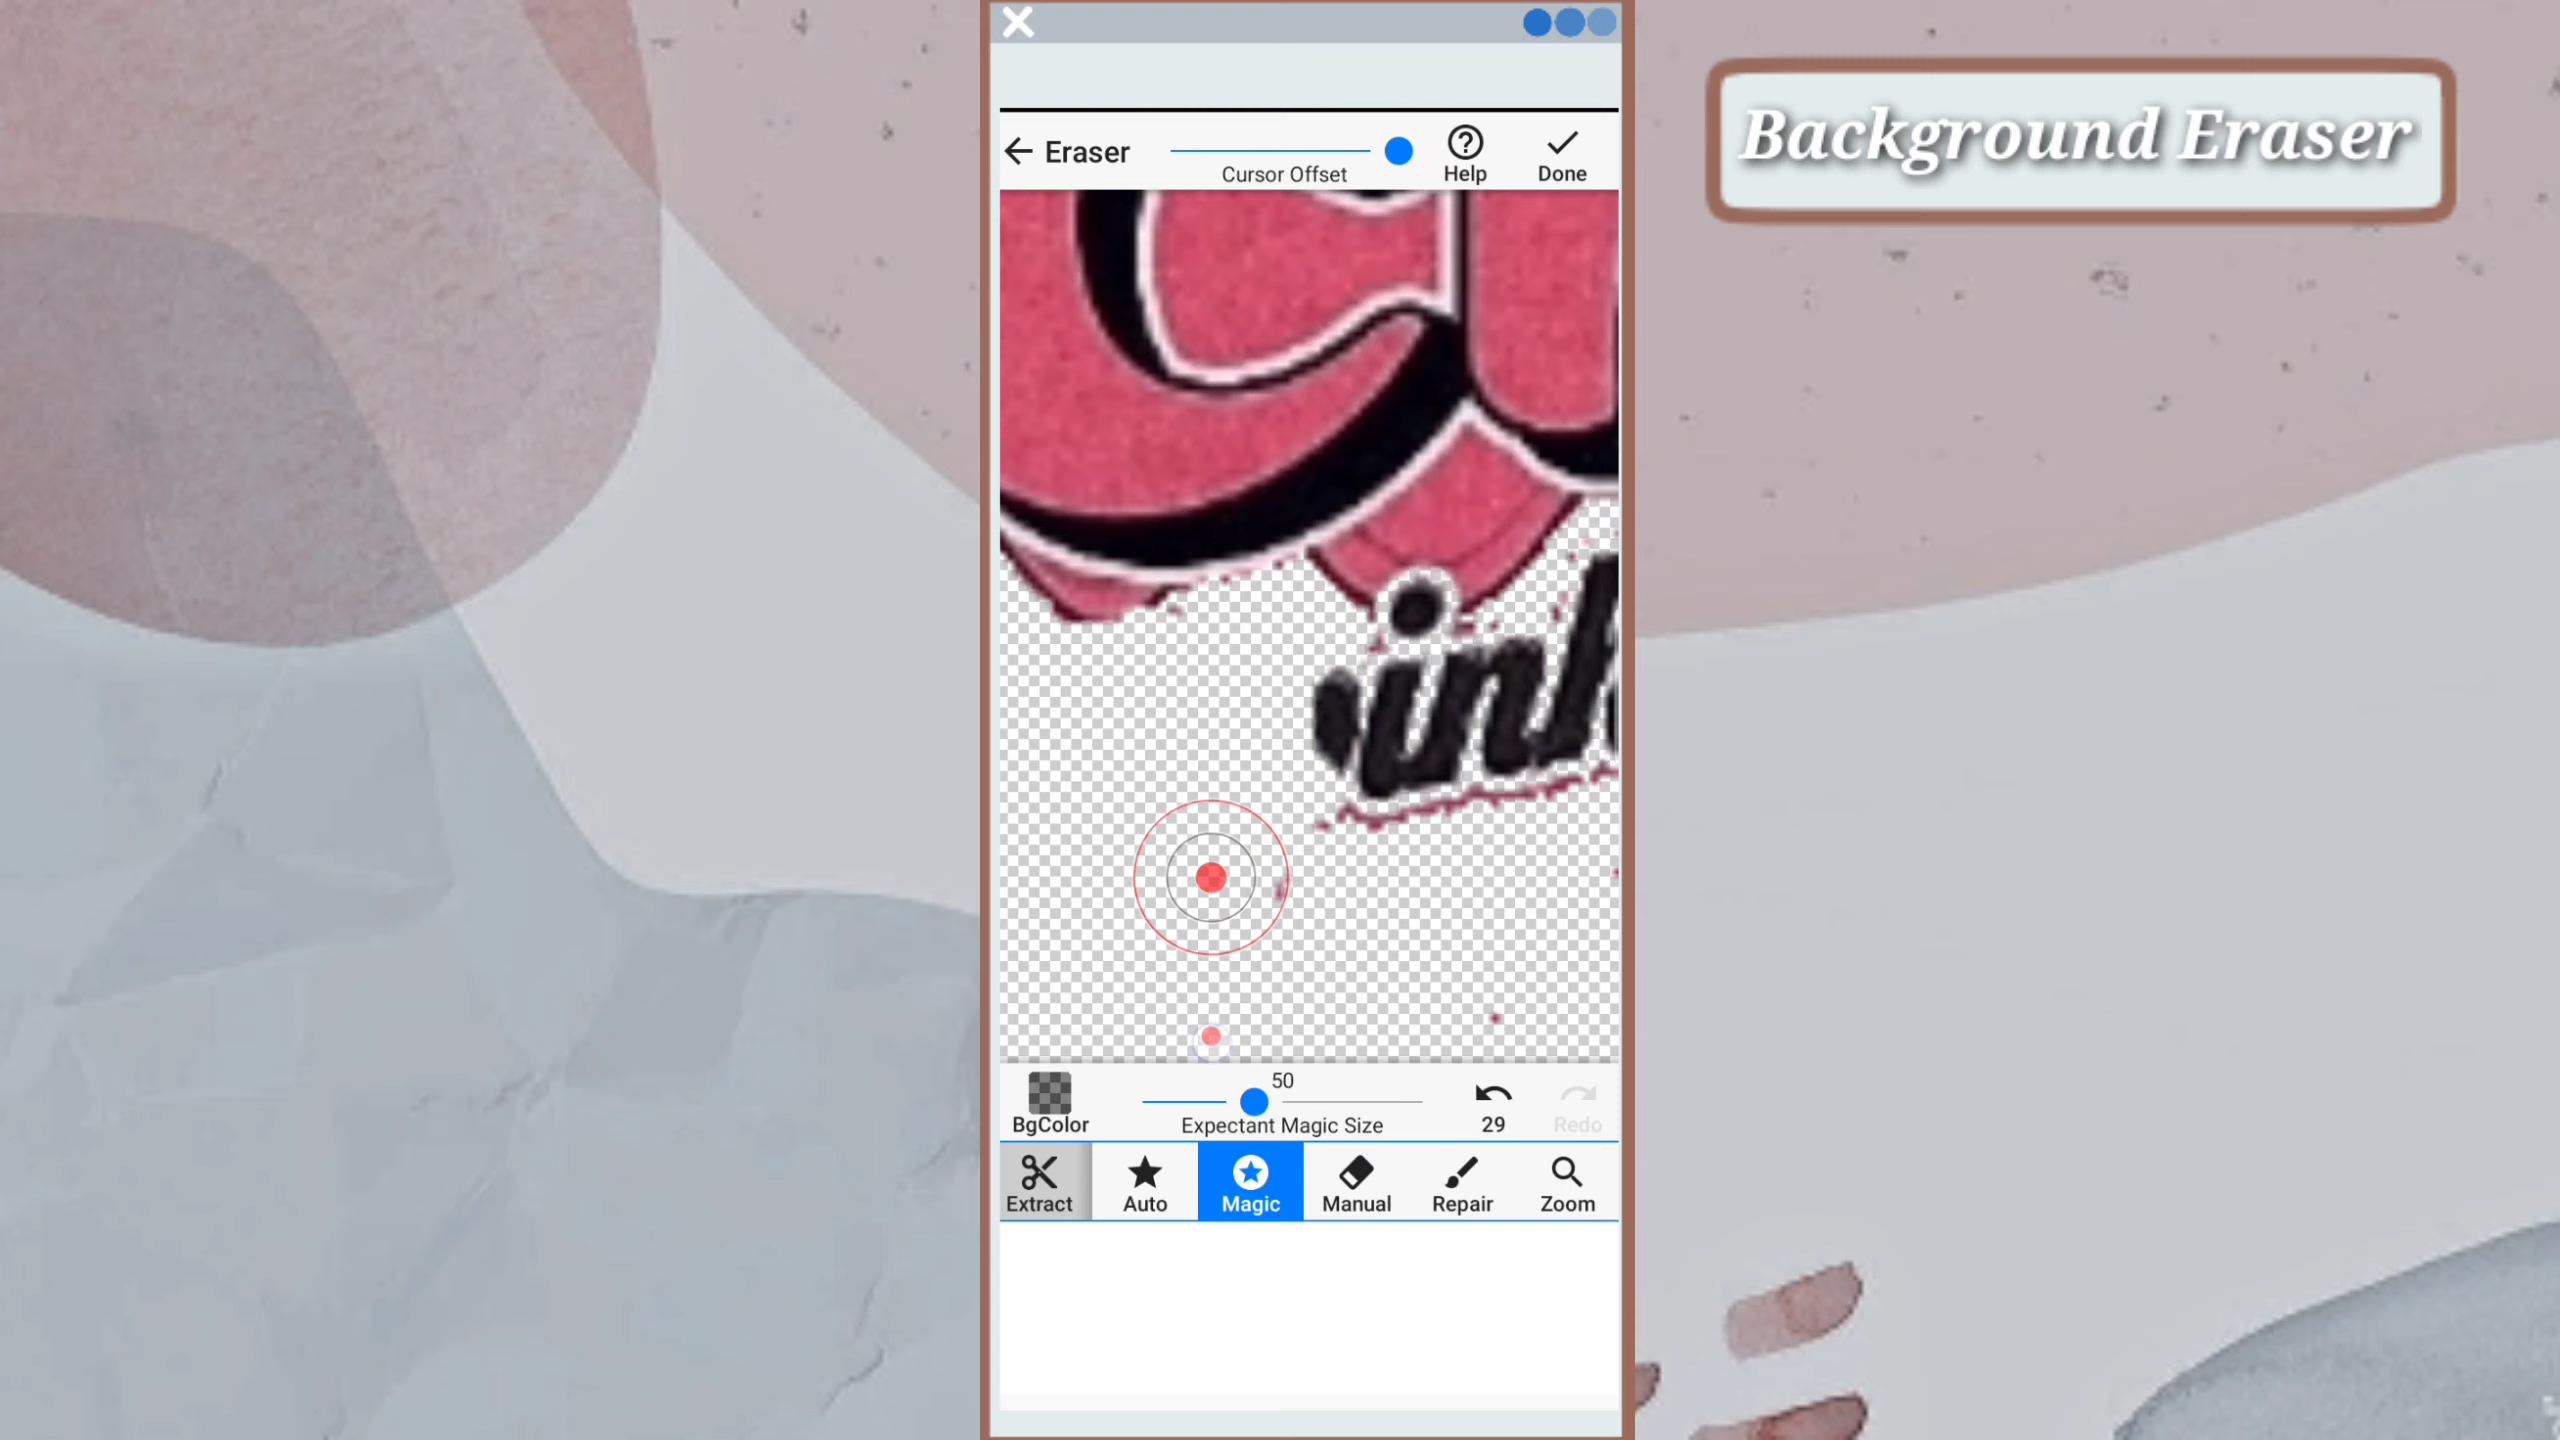 Background Eraser
Eraser
Cursor Offset
Help
Done
50
BgColor
Expectant Magic Size
29
Redo
Extract
Auto
Magic
Manual
Repair
Zoom